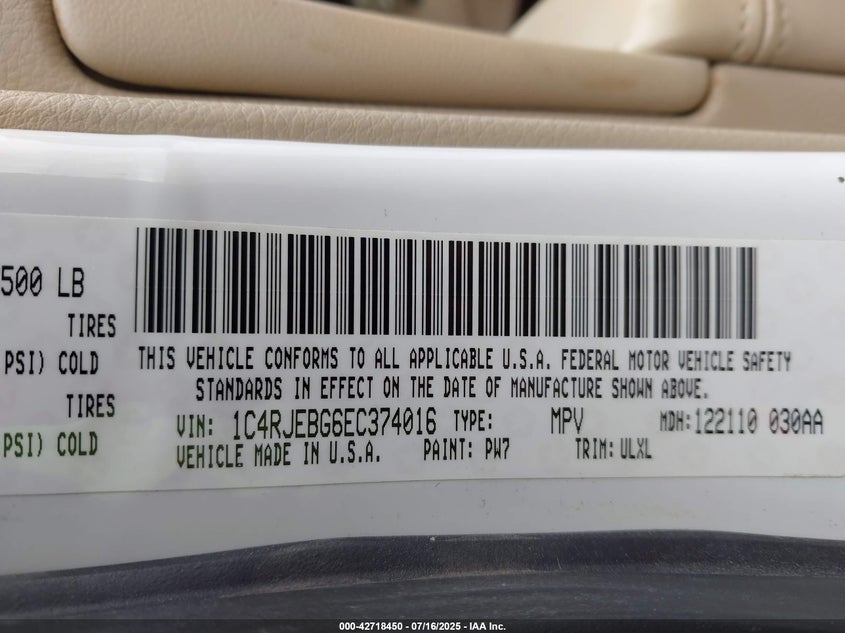 500 LB
TIRES
PSI) COLD
TIRES
PSI) COLD
THIS VEHICLE CONFORMS TO ALL APPLICABLE U.S.A. FEDERAL MOTOR VEHICLE SAFETY
STANDARDS IN EFFECT ON THE DATE OF MANUFACTURE SHOWN ABOVE.
VIN: 1C4RJEBG6EC374016 TYPE: MPV MDH:122110 030AA
VEHICLE MADE IN U.S.A. PAINT: PW7 TRIM: ULXL
000-42718450 - 07/16/2025 - IAA Inc.